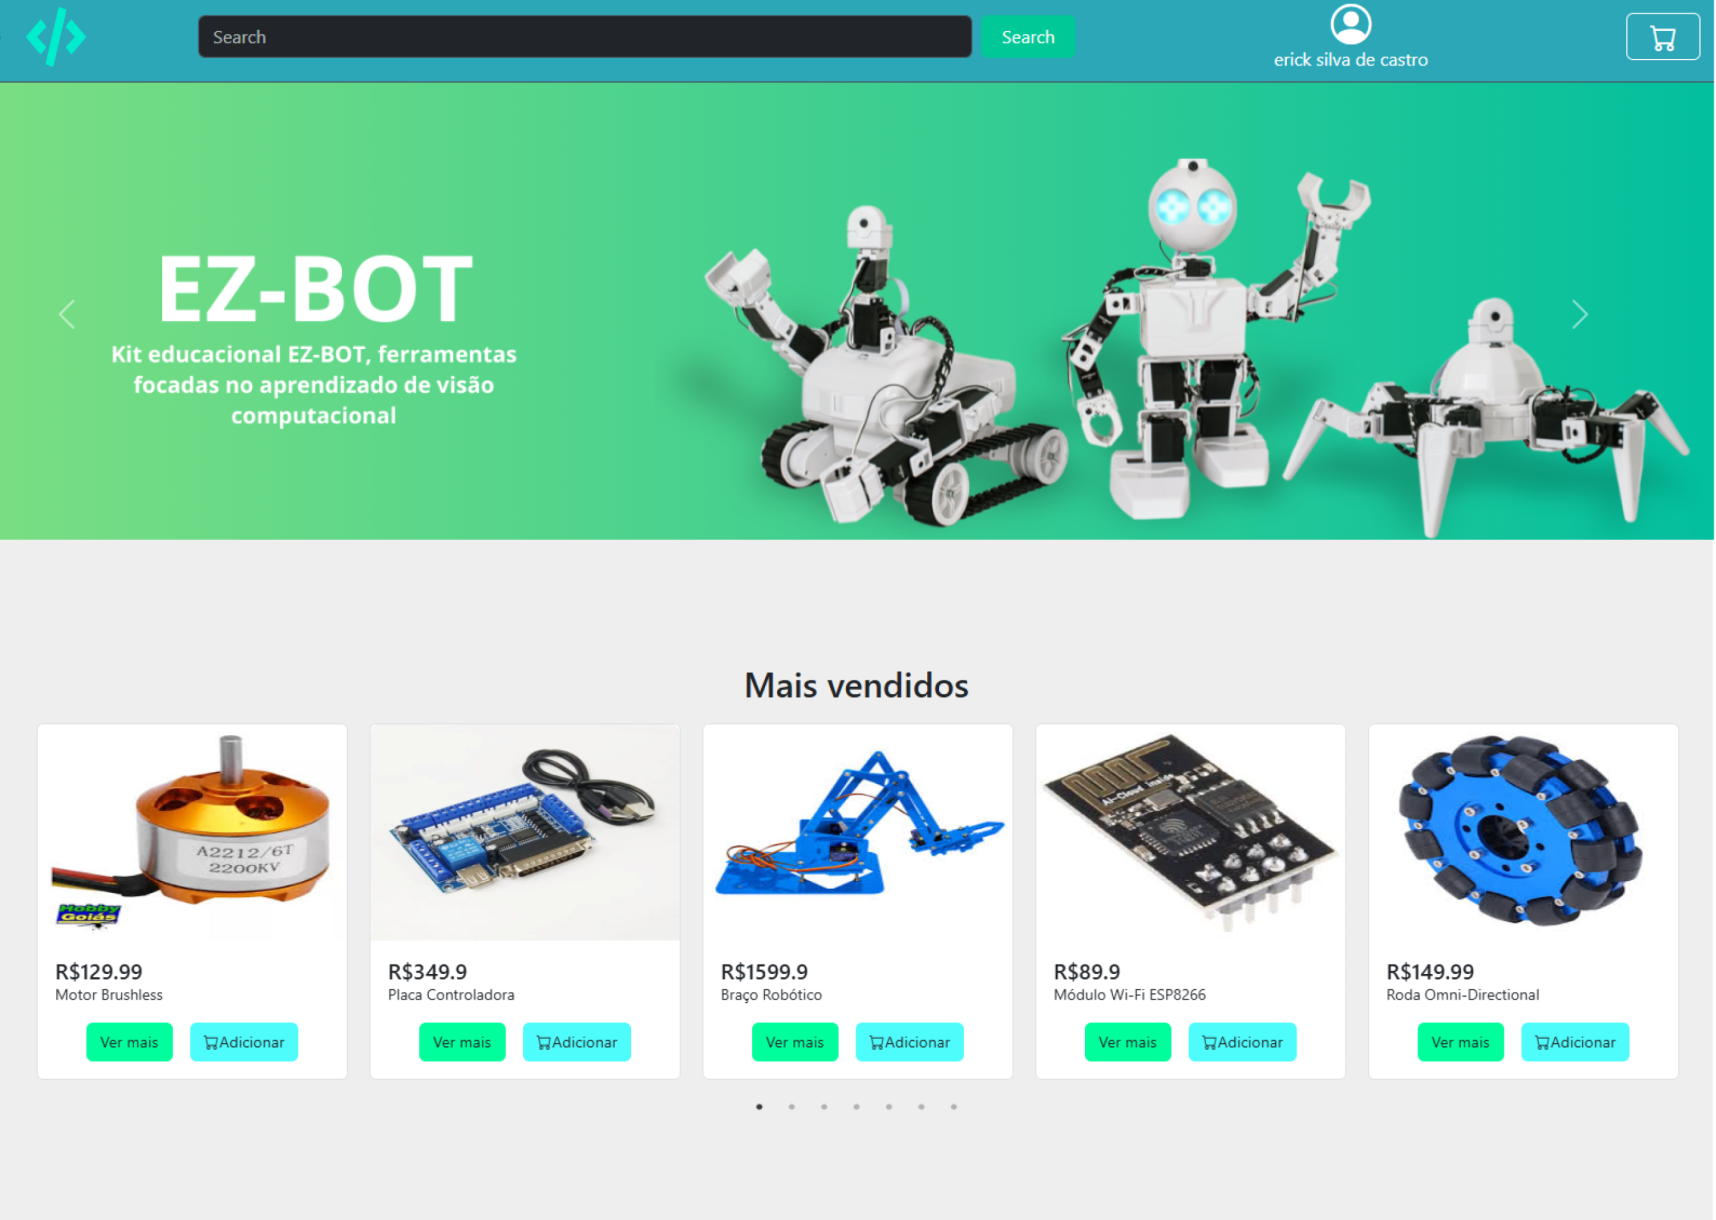 Search
Search
erick silva de castro
EZ-BOT
Kit educacional EZ-BOT, ferramentas
focadas no aprendizado de visão
computacional
Mais vendidos
A2212/6T
2200KV
Hobby
Goiás
AI-Cloud inside
R$129.99
Motor Brushless
Ver mais
Adicionar
R$349.9
Placa Controladora
Ver mais
Adicionar
R$1599.9
Braço Robótico
Ver mais
Adicionar
R$89.9
Módulo Wi-Fi ESP8266
Ver mais
Adicionar
R$149.99
Roda Omni-Directional
Ver mais
Adicionar